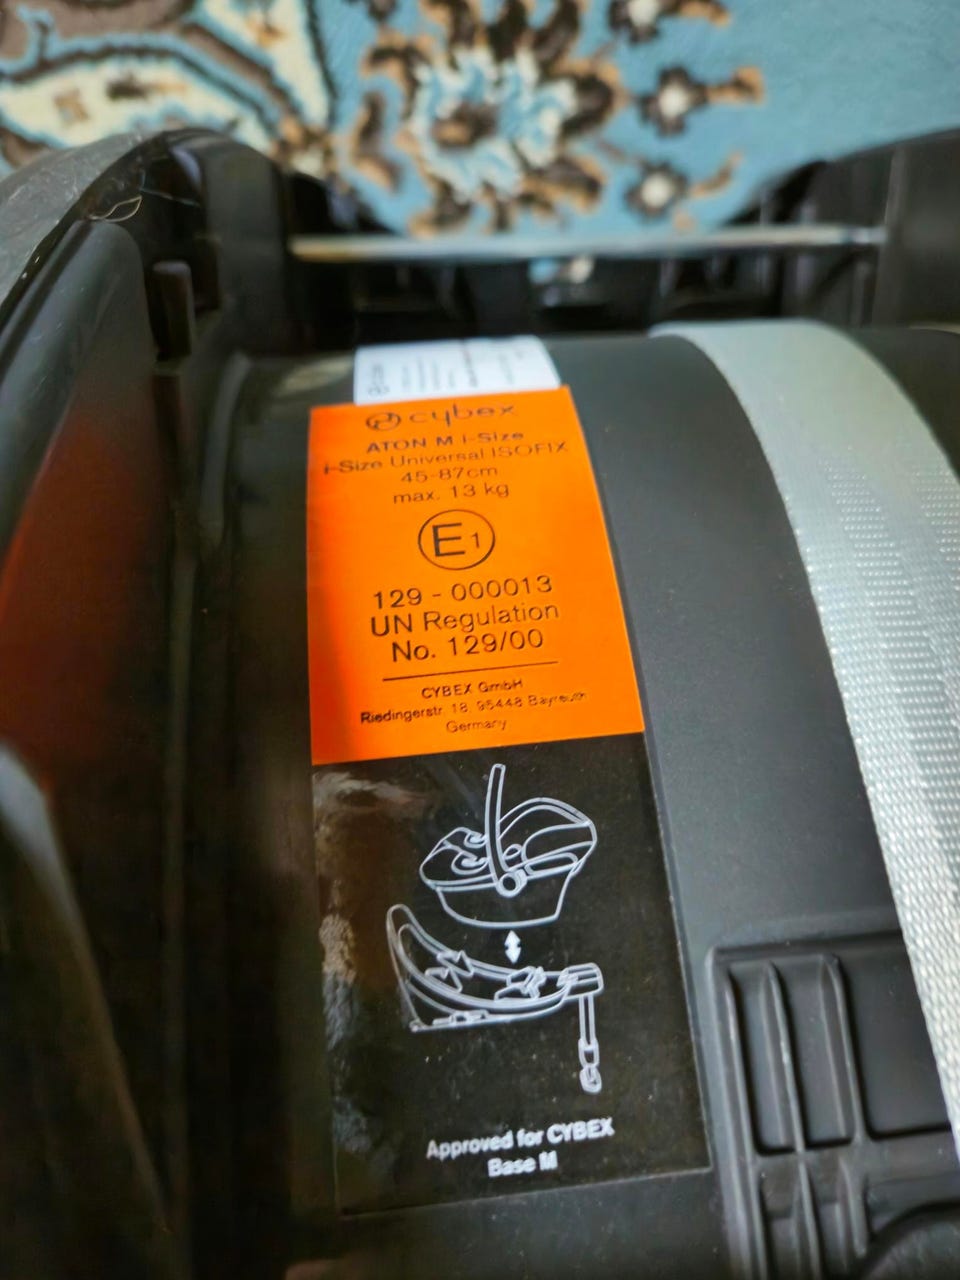 cybex
ATON M i-Size
i-Size Universal ISOFIX
45-87cm
max. 13 kg
E1
129 - 000013
UN Regulation
No. 129/00
CYBEX GmbH
Riedingerstr. 18, 95448 Bayreuth
Germany
Approved for CYBEX
Base M